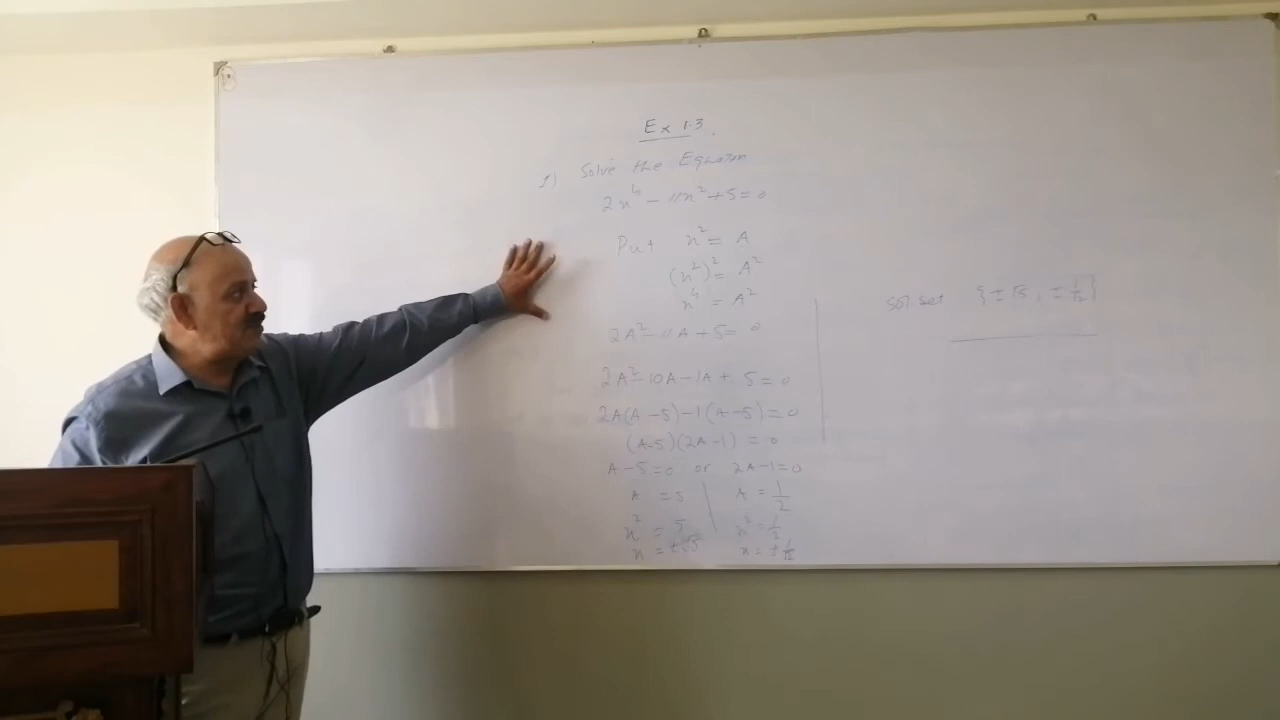 Ex 1.3
1) Solve the Equation
2x⁴ - 11x² + 5 = 0
Put x² = A
(x²)² = A²
x⁴ = A²
2A² - 11A + 5 = 0
2A² - 10A - 1A + 5 = 0
2A(A - 5) - 1(A - 5) = 0
(A - 5)(2A - 1) = 0
A - 5 = 0 or 2A - 1 = 0
A = 5 | A = 1/2
x² = 5 | x² = 1/2
x = ±√5 x = ± 1/√2
Sol set {±√5, ± 1/√2}